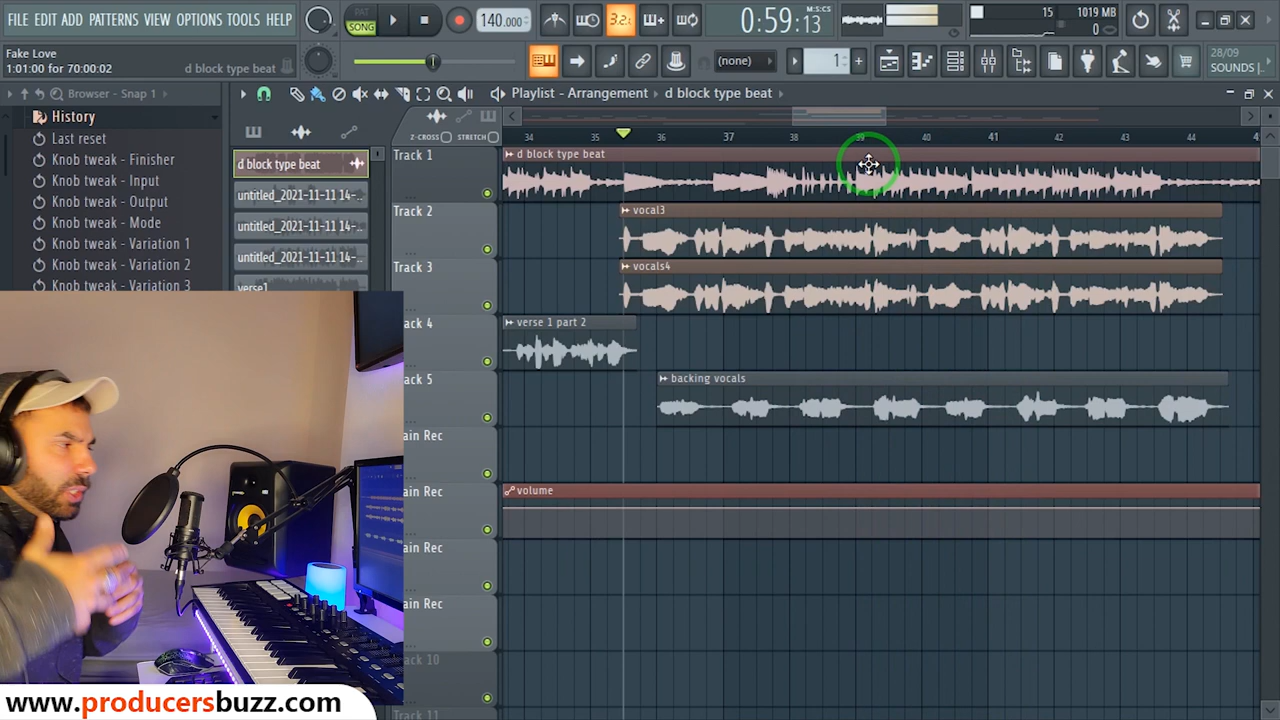 FILE EDIT ADD PATTERNS VIEW OPTIONS TOOLS HELP
PAT
SONG
140.000
3.2.
0:59:13
M:S:CS
15
1019 MB
0
Fake Love
1:01:00 for 70:00:02
d block type beat
(none)
1
28/09
SOUNDS |..
Browser - Snap 1
Playlist - Arrangement
d block type beat
History
Last reset
Knob tweak - Finisher
Knob tweak - Input
Knob tweak - Output
Knob tweak - Mode
Knob tweak - Variation 1
Knob tweak - Variation 2
Knob tweak - Variation 3
d block type beat
untitled_2021-11-11 14-..
untitled_2021-11-11 14-..
untitled_2021-11-11 14-..
verse1
Z-CROSS
STRETCH
34 35 36 37 38 39 40 41 42 43 44
Track 1
d block type beat
Track 2
vocal3
Track 3
vocals4
ack 4
verse 1 part 2
ack 5
backing vocals
ain Rec
ain Rec
volume
ain Rec
ain Rec
ack 10
ack 11
www.producersbuzz.com